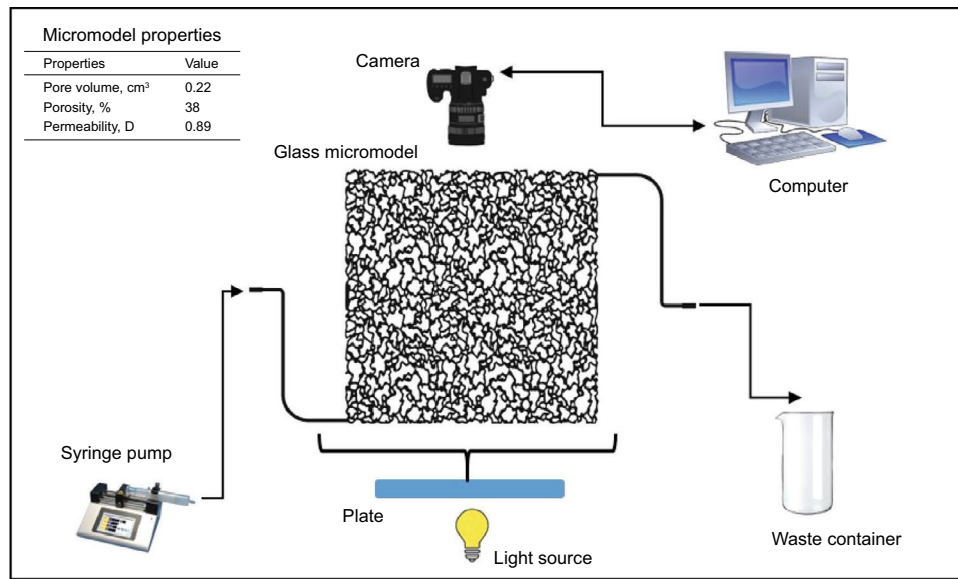 Micromodel properties
Properties Value
Pore volume, cm³ 0.22
Porosity, % 38
Permeability, D 0.89
Camera
Computer
Glass micromodel
Syringe pump
Plate
Light source
Waste container